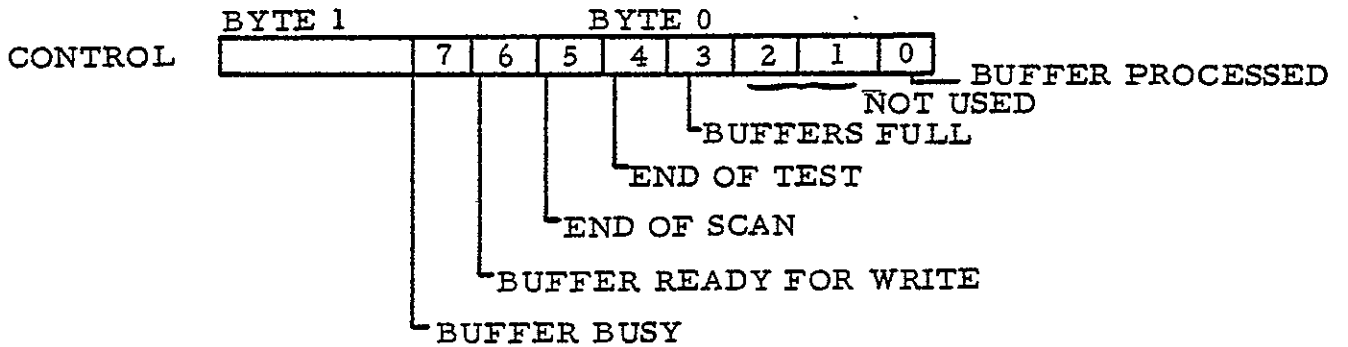 BYTE 1 BYTE 0
CONTROL 7 6 5 4 3 2 1 0
BUFFER PROCESSED
NOT USED
BUFFERS FULL
END OF TEST
END OF SCAN
BUFFER READY FOR WRITE
BUFFER BUSY